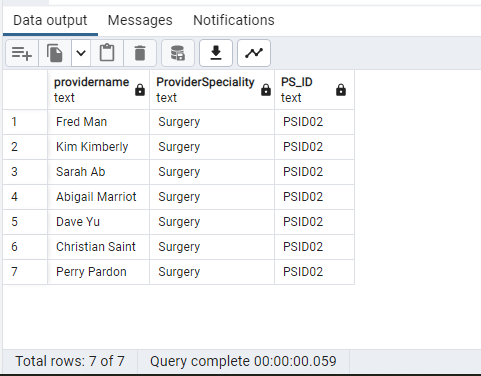 Data output Messages Notifications
providername ProviderSpeciality PS_ID
text text text
1 Fred Man Surgery PSID02
2 Kim Kimberly Surgery PSID02
3 Sarah Ab Surgery PSID02
4 Abigail Marriot Surgery PSID02
5 Dave Yu Surgery PSID02
6 Christian Saint Surgery PSID02
7 Perry Pardon Surgery PSID02
Total rows: 7 of 7 Query complete 00:00:00.059